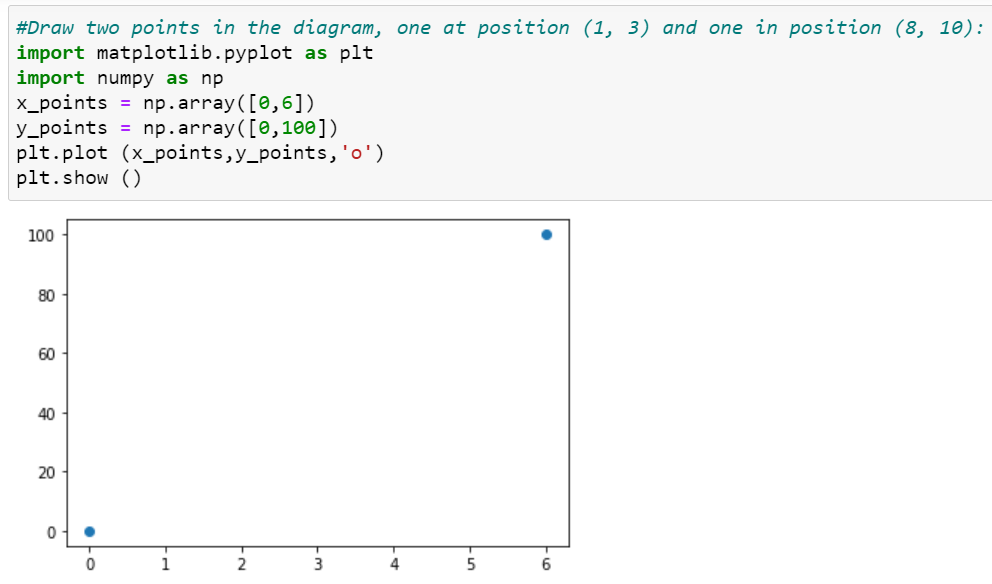 #Draw two points in the diagram, one at position (1, 3) and one in position (8, 10):
import matplotlib.pyplot as plt
import numpy as np
x_points = np.array([0,6])
y_points = np.array([0,100])
plt.plot (x_points,y_points,'o')
plt.show ()
100
80
60
40
20
0
0 1 2 3 4 5 6